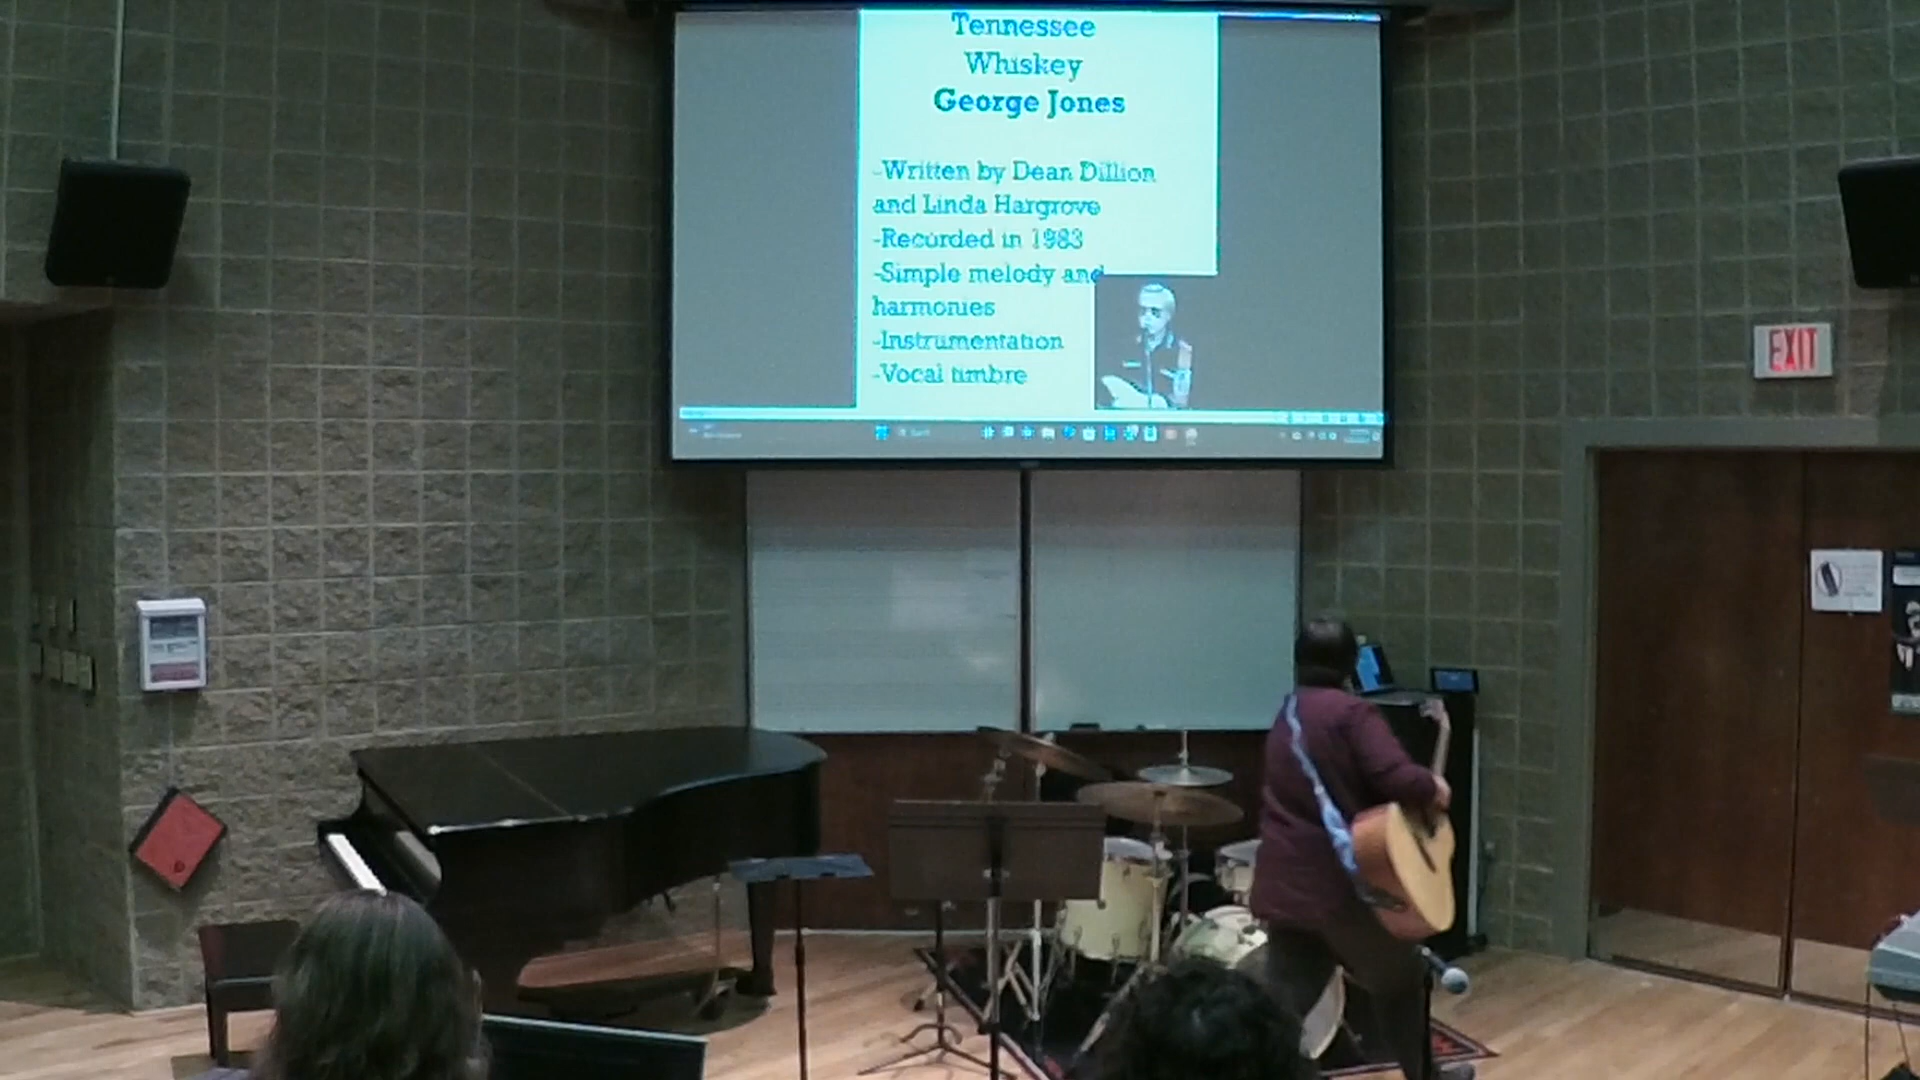 Tennessee
Whiskey
George Jones
-Written by Dean Dillion
and Linda Hargrove
-Recorded in 1983
-Simple melody and
harmonies
-Instrumentation
-Vocal timbre
EXIT